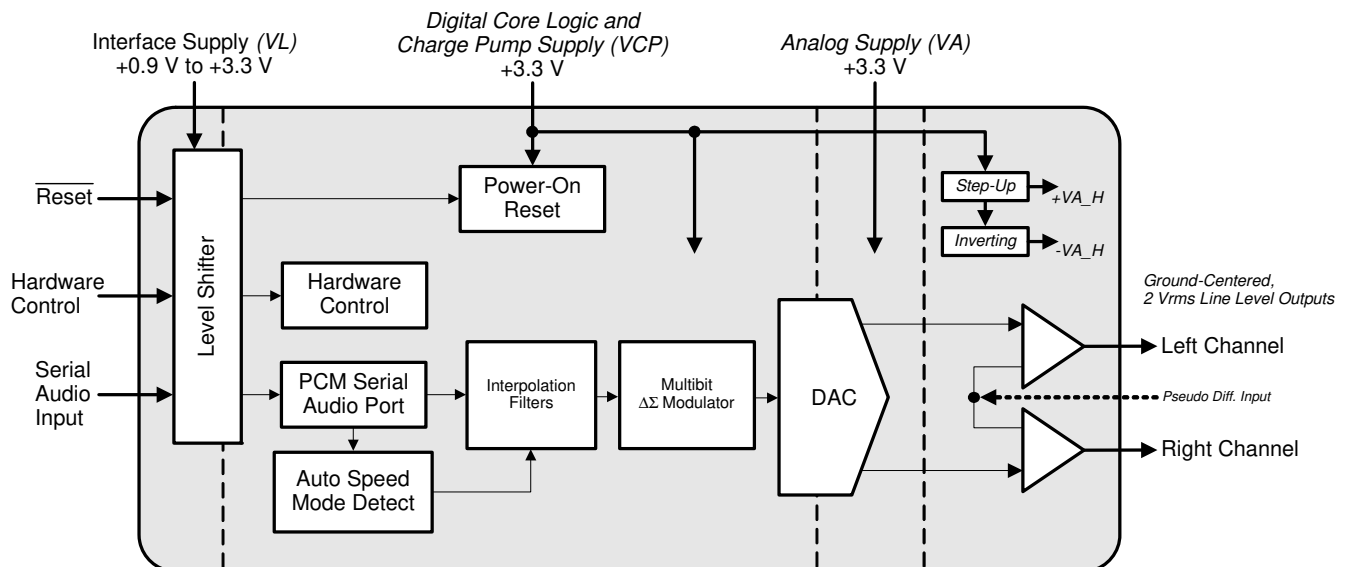 Interface Supply (VL)
+0.9 V to +3.3 V
Digital Core Logic and
Charge Pump Supply (VCP)
+3.3 V
Analog Supply (VA)
+3.3 V
Reset
Hardware
Control
Serial
Audio
Input
Level Shifter
Power-On
Reset
Hardware
Control
PCM Serial
Audio Port
Auto Speed
Mode Detect
Interpolation
Filters
Multibit
ΔΣ Modulator
DAC
Step-Up
+VA_H
Inverting
-VA_H
Ground-Centered,
2 Vrms Line Level Outputs
Left Channel
Pseudo Diff. Input
Right Channel